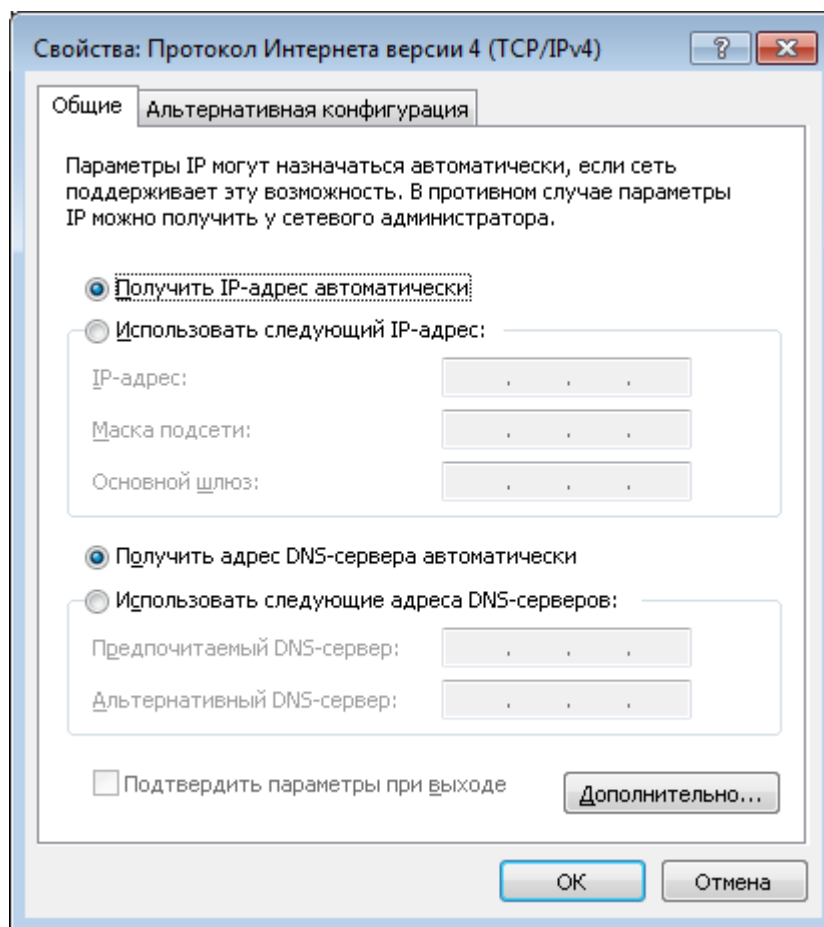 Свойства: Протокол Интернета версии 4 (TCP/IPv4)
Общие
Альтернативная конфигурация
Параметры IP могут назначаться автоматически, если сеть
поддерживает эту возможность. В противном случае параметры
IP можно получить у сетевого администратора.
Получить IP-адрес автоматически
Использовать следующий IP-адрес:
IP-адрес:
Маска подсети:
Основной шлюз:
Получить адрес DNS-сервера автоматически
Использовать следующие адреса DNS-серверов:
Предпочитаемый DNS-сервер:
Альтернативный DNS-сервер:
Подтвердить параметры при выходе
Дополнительно...
ОК
Отмена